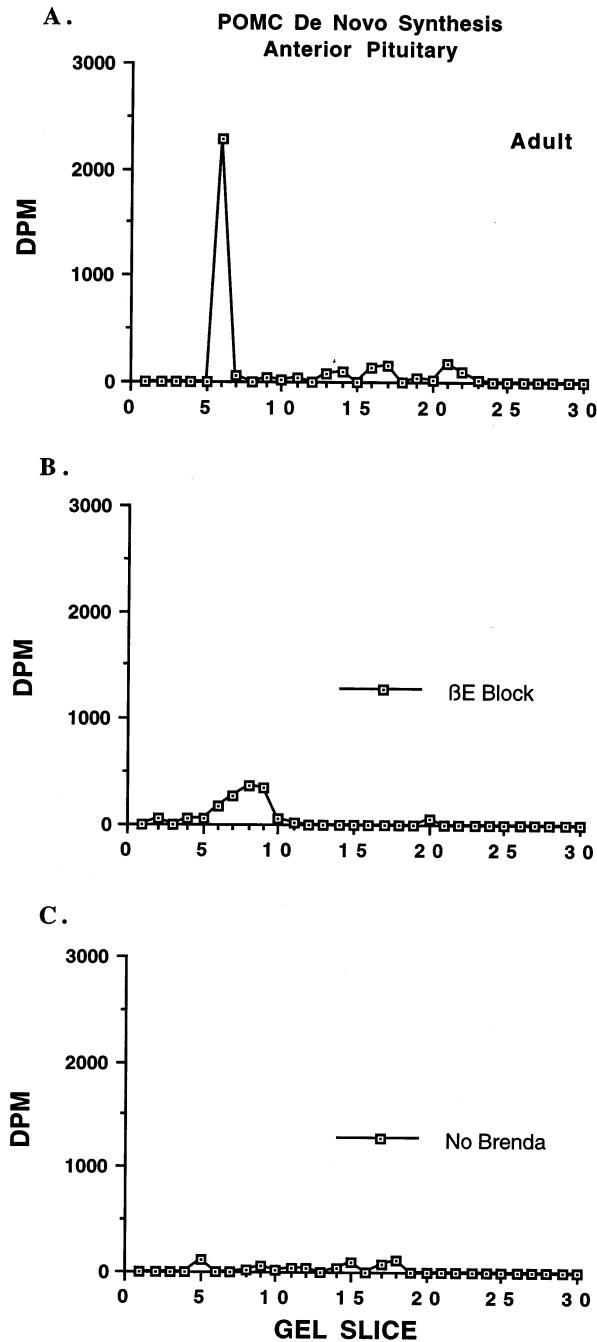 A.
POMC De Novo Synthesis
Anterior Pituitary
3000
Adult
2000
DPM
1000
0
0 5 10 15 20 25 30
B.
3000
2000
DPM
ßE Block
1000
0
0 5 10 15 20 25 30
C.
3000
2000
DPM
No Brenda
1000
0
0 5 10 15 20 25 30
GEL SLICE